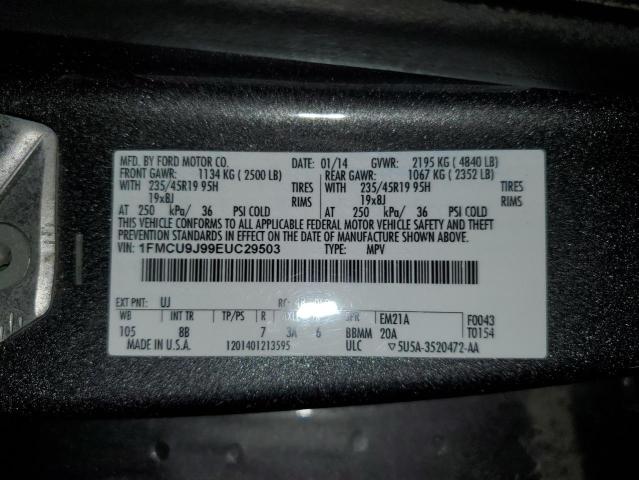 MFD. BY FORD MOTOR CO. DATE: 01/14 GVWR: 2195 KG ( 4840 LB)
FRONT GAWR: 1134 KG ( 2500 LB) REAR GAWR: 1067 KG ( 2352 LB)
WITH 235/45R19 95H TIRES WITH 235/45R19 95H TIRES
19x8J RIMS 19x8J RIMS
AT 250 kPa/ 36 PSI COLD AT 250 kPa/ 36 PSI COLD
THIS VEHICLE CONFORMS TO ALL APPLICABLE FEDERAL MOTOR VEHICLE SAFETY AND THEFT
PREVENTION STANDARDS IN EFFECT ON THE DATE OF MANUFACTURE SHOWN ABOVE.
VIN: 1FMCU9J99EUC29503 TYPE: MPV
EXT PNT: UJ
WB INT TR TP/PS R SPR EM21A F0043
105 8B 7 3A 6 BBMM 20A T0154
MADE IN U.S.A. 1201401213595 ULC 5U5A-3520472-AA